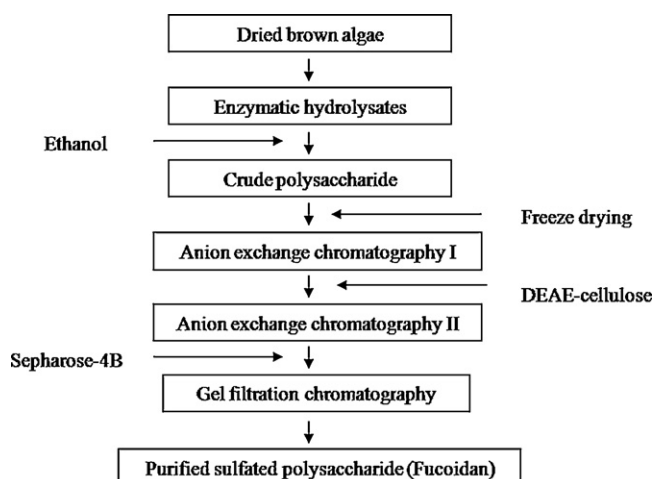 Dried brown algae
Enzymatic hydrolysates
Ethanol
Crude polysaccharide
Freeze drying
Anion exchange chromatography I
DEAE-cellulose
Anion exchange chromatography II
Sepharose-4B
Gel filtration chromatography
Purified sulfated polysaccharide (Fucoidan)